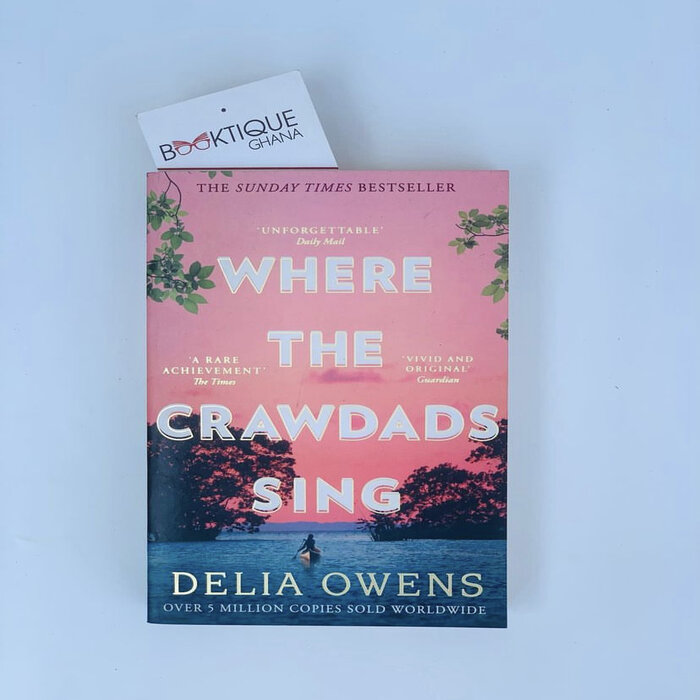 BOOKTIQUE
GHANA
THE SUNDAY TIMES BESTSELLER
'UNFORGETTABLE'
Daily Mail
WHERE
THE
'A RARE
ACHIEVEMENT'
The Times
'VIVID AND
ORIGINAL'
Guardian
CRAWDADS
SING
DELIA OWENS
OVER 5 MILLION COPIES SOLD WORLDWIDE